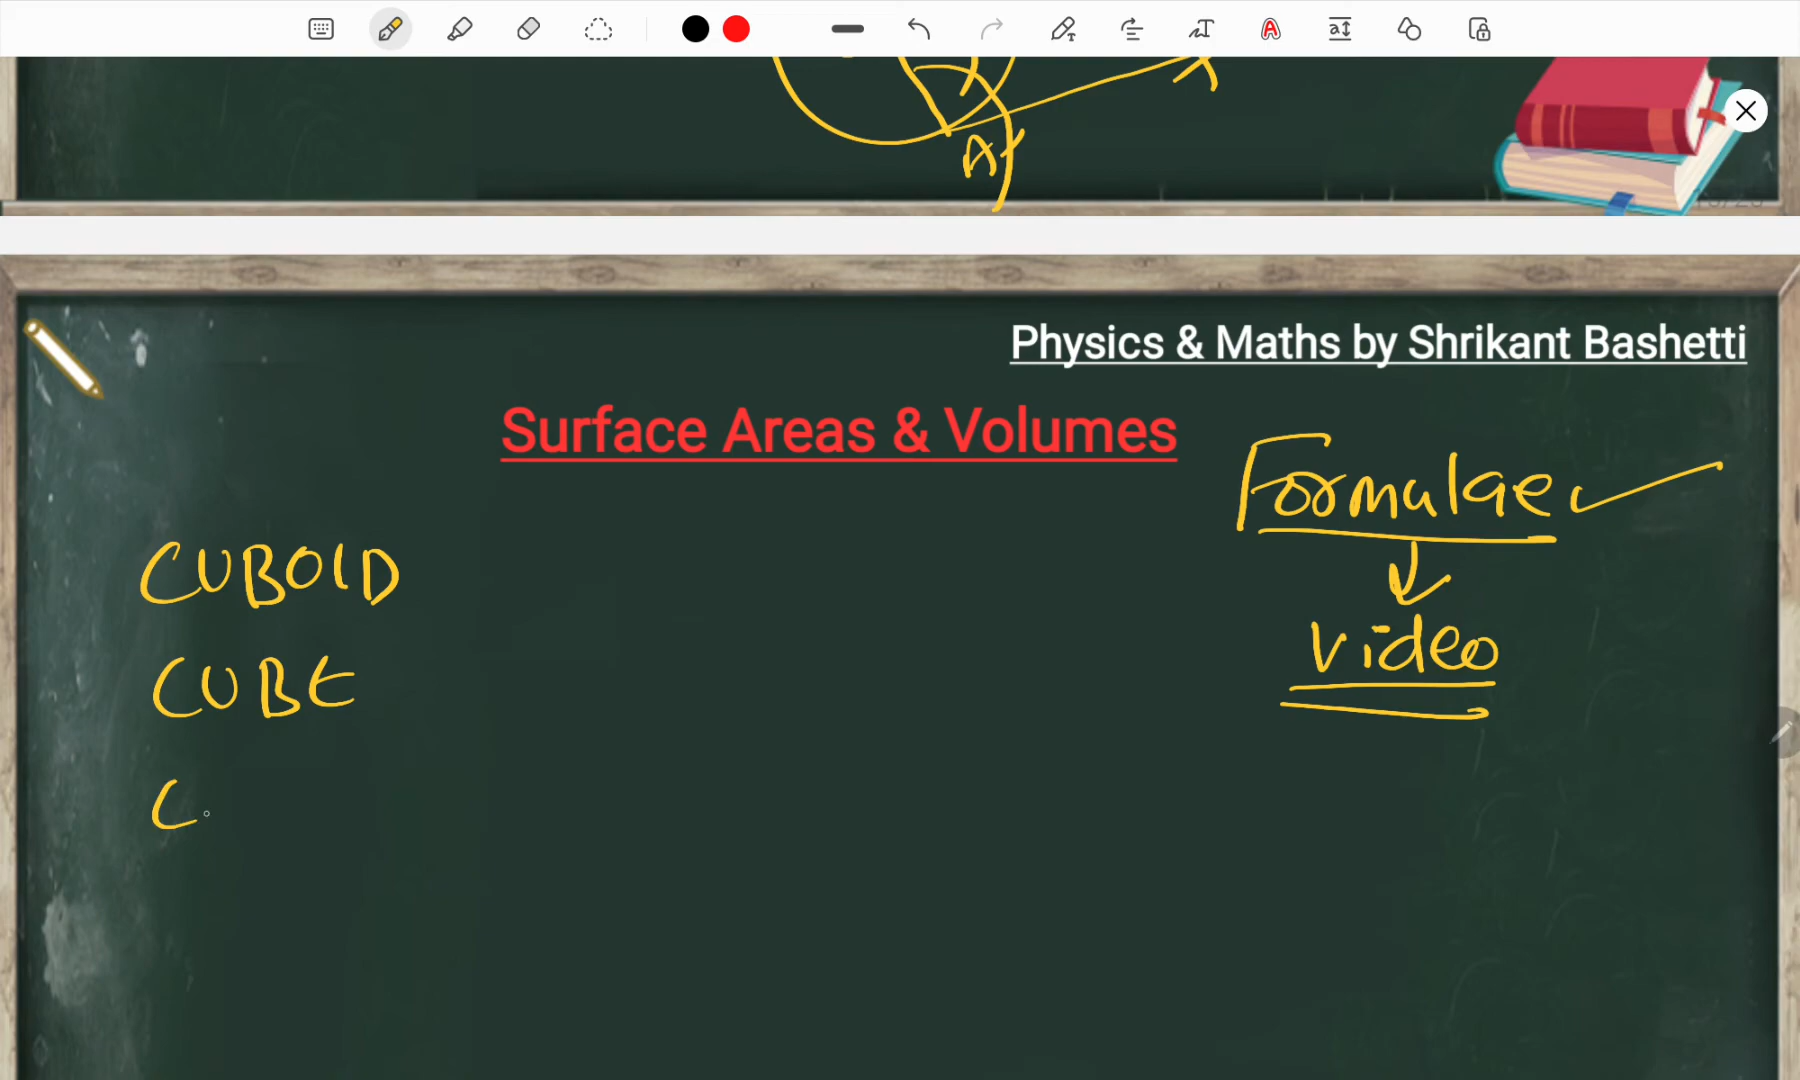 A
Physics & Maths by Shrikant Bashetti
Surface Areas & Volumes
Formulae
video
CUBOID
CUBE
C